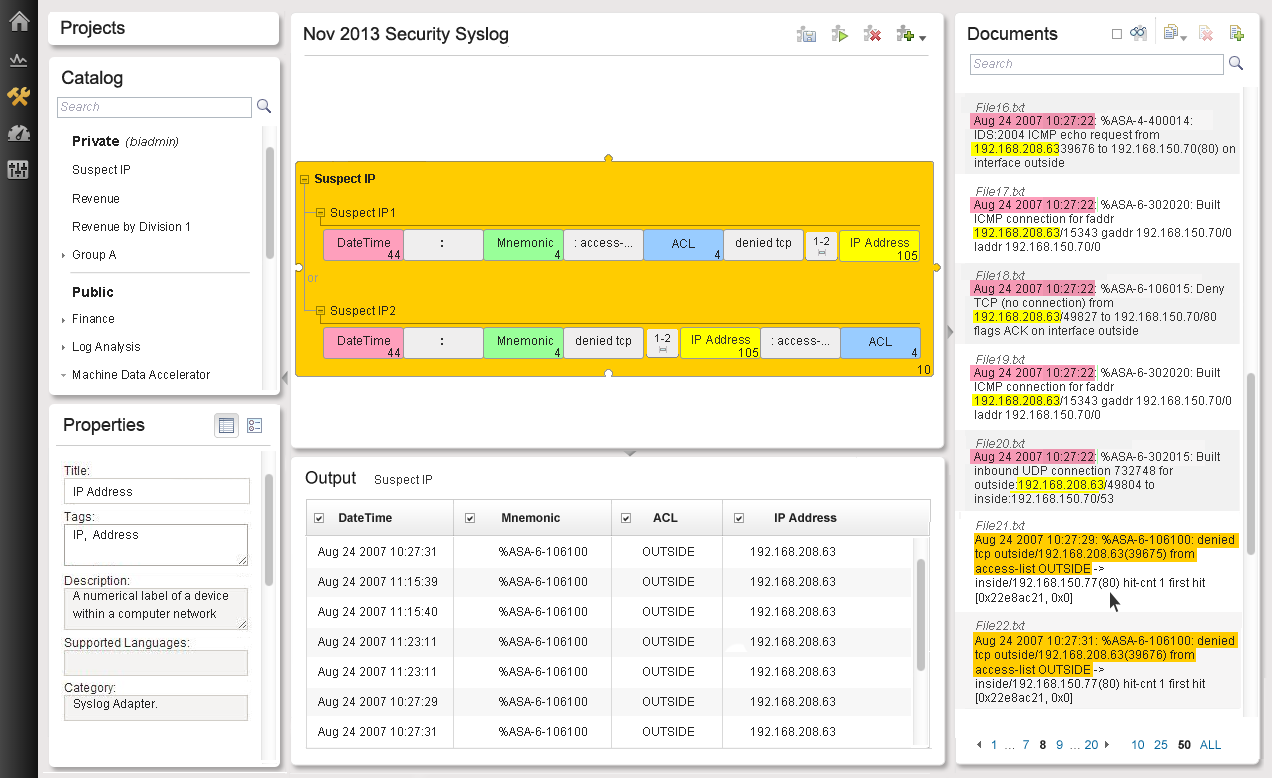 Projects
Catalog
Search
Private (biadmin)
Suspect IP
Revenue
Revenue by Division 1
Group A
Public
Finance
Log Analysis
Machine Data Accelerator
Properties
Title:
IP Address
Tags:
IP, Address
Description:
A numerical label of a device
within a computer network
Supported Languages:
Category:
Syslog Adapter.
Nov 2013 Security Syslog
Suspect IP
Suspect IP1
DateTime 44 : Mnemonic 4 : access-... ACL 4 denied tcp 1-2 IP Address 105
or
Suspect IP2
DateTime 44 : Mnemonic 4 denied tcp 1-2 IP Address 105 : access-... ACL 4
10
Output Suspect IP
DateTime Mnemonic ACL IP Address
Aug 24 2007 10:27:31 %ASA-6-106100 OUTSIDE 192.168.208.63
Aug 24 2007 11:15:39 %ASA-6-106100 OUTSIDE 192.168.208.63
Aug 24 2007 11:15:40 %ASA-6-106100 OUTSIDE 192.168.208.63
Aug 24 2007 11:23:11 %ASA-6-106100 OUTSIDE 192.168.208.63
Aug 24 2007 11:23:11 %ASA-6-106100 OUTSIDE 192.168.208.63
Aug 24 2007 10:27:29 %ASA-6-106100 OUTSIDE 192.168.208.63
Aug 24 2007 10:27:31 %ASA-6-106100 OUTSIDE 192.168.208.63
Documents
Search
File16.txt
Aug 24 2007 10:27:22: %ASA-4-400014:
IDS:2004 ICMP echo request from
192.168.208.6339676 to 192.168.150.70(80) on
interface outside
File17.txt
Aug 24 2007 10:27:22: %ASA-6-302020: Built
ICMP connection for faddr
192.168.208.63/15343 gaddr 192.168.150.70/0
laddr 192.168.150.70/0
File18.txt
Aug 24 2007 10:27:22: %ASA-6-106015: Deny
TCP (no connection) from
192.168.208.63/49827 to 192.168.150.70/80
flags ACK on interface outside
File19.txt
Aug 24 2007 10:27:22: %ASA-6-302020: Built
ICMP connection for faddr
192.168.208.63/15343 gaddr 192.168.150.70/0
laddr 192.168.150.70/0
File20.txt
Aug 24 2007 10:27:22: %ASA-6-302015: Built
inbound UDP connection 732748 for
outside:192.168.208.63/49804 to
inside:192.168.150.70/53
File21.txt
Aug 24 2007 10:27:29: %ASA-6-106100: denied
tcp outside/192.168.208.63(39675) from
access-list OUTSIDE ->
inside/192.168.150.77(80) hit-cnt 1 first hit
[0x22e8ac21, 0x0]
File22.txt
Aug 24 2007 10:27:31: %ASA-6-106100: denied
tcp outside/192.168.208.63(39676) from
access-list OUTSIDE ->
inside/192.168.150.77(80) hit-cnt 1 first hit
[0x22e8ac21, 0x0]
1 ... 7 8 9 ... 20 10 25 50 ALL